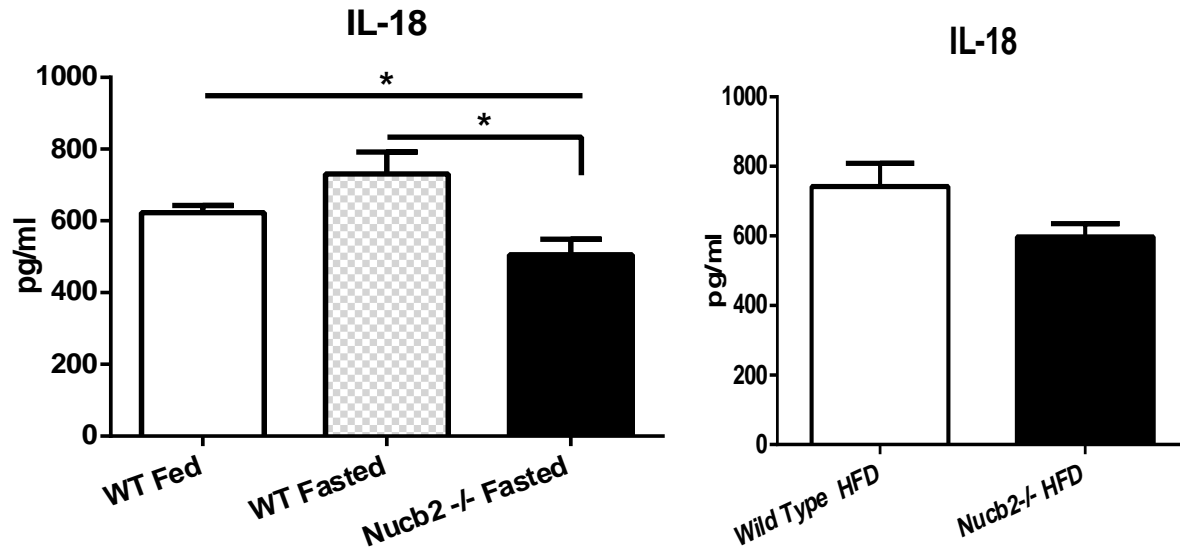 IL-18
1000
800
600
400
200
0
pg/ml
*
*
WT Fed
WT Fasted
Nucb2 -/- Fasted
IL-18
1000
800
600
400
200
0
pg/ml
Wild Type HFD
Nucb2-/- HFD